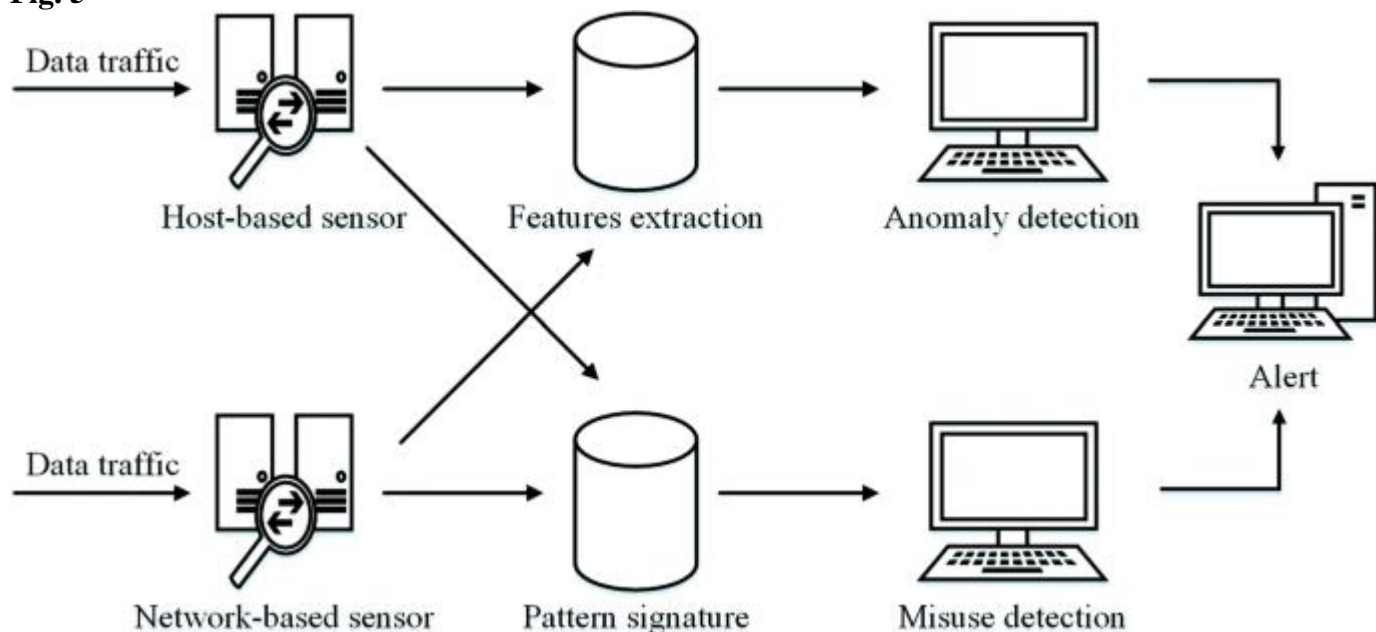 Data traffic
Host-based sensor
Features extraction
Anomaly detection
Alert
Data traffic
Network-based sensor
Pattern signature
Misuse detection